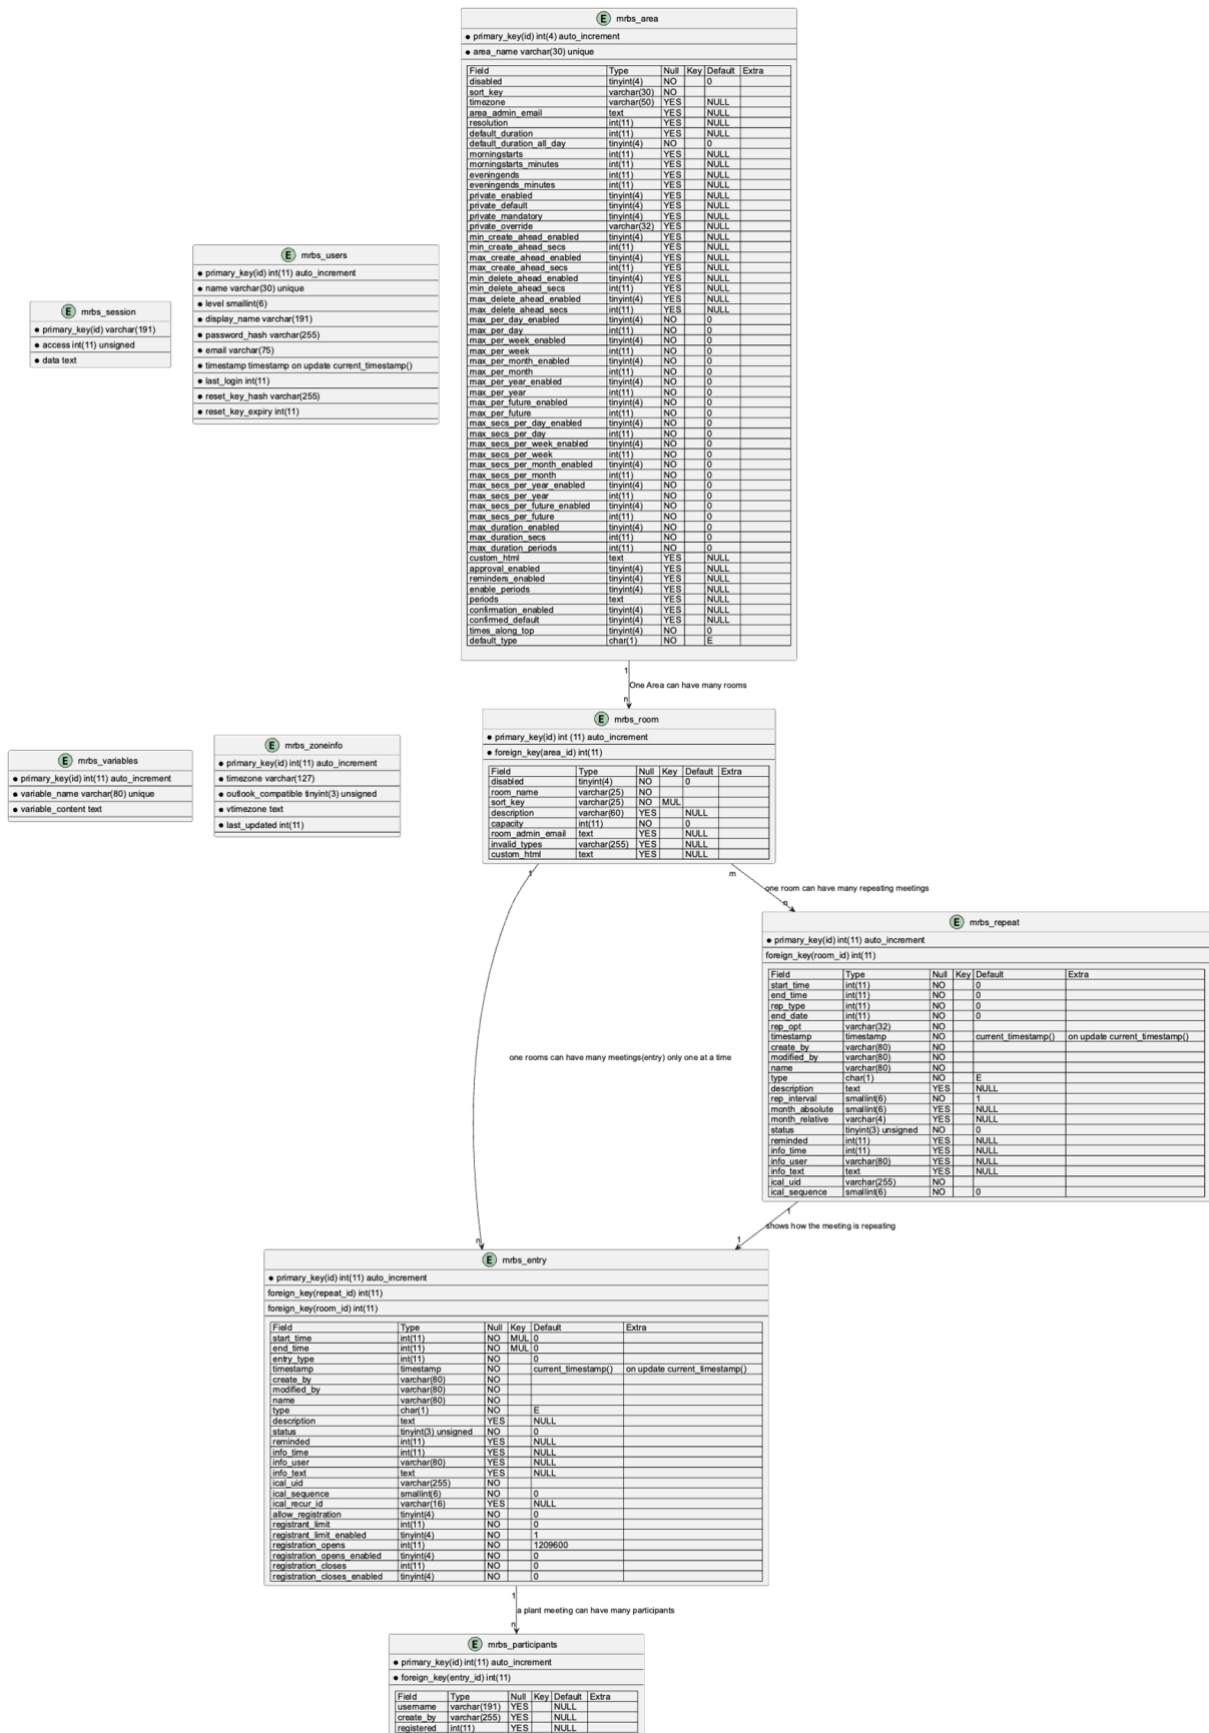 E mrbs_area
primary_key(id) int(4) auto_increment
area_name varchar(30) unique
Field Type Null Key Default Extra
disabled tinyint(4) NO 0
sort_key varchar(30) NO
timezone varchar(50) YES NULL
area_admin_email text YES NULL
resolution int(11) YES NULL
default_duration int(11) YES NULL
default_duration_all_day tinyint(4) NO 0
morningstarts int(11) YES NULL
morningstarts_minutes int(11) YES NULL
eveningends int(11) YES NULL
eveningends_minutes int(11) YES NULL
private_enabled tinyint(4) YES NULL
private_default tinyint(4) YES NULL
private_mandatory tinyint(4) YES NULL
private_override varchar(32) YES NULL
min_create_ahead_enabled tinyint(4) YES NULL
min_create_ahead_secs int(11) YES NULL
max_create_ahead_enabled tinyint(4) YES NULL
max_create_ahead_secs int(11) YES NULL
min_delete_ahead_enabled tinyint(4) YES NULL
min_delete_ahead_secs int(11) YES NULL
max_delete_ahead_enabled tinyint(4) YES NULL
max_delete_ahead_secs int(11) YES NULL
max_per_day_enabled tinyint(4) NO 0
max_per_day int(11) NO 0
max_per_week_enabled tinyint(4) NO 0
max_per_week int(11) NO 0
max_per_month_enabled tinyint(4) NO 0
max_per_month int(11) NO 0
max_per_year_enabled tinyint(4) NO 0
max_per_year int(11) NO 0
max_per_future_enabled tinyint(4) NO 0
max_per_future int(11) NO 0
max_secs_per_day_enabled tinyint(4) NO 0
max_secs_per_day int(11) NO 0
max_secs_per_week_enabled tinyint(4) NO 0
max_secs_per_week int(11) NO 0
max_secs_per_month_enabled tinyint(4) NO 0
max_secs_per_month int(11) NO 0
max_secs_per_year_enabled tinyint(4) NO 0
max_secs_per_year int(11) NO 0
max_secs_per_future_enabled tinyint(4) NO 0
max_secs_per_future int(11) NO 0
max_duration_enabled tinyint(4) NO 0
max_duration_secs int(11) NO 0
max_duration_periods int(11) NO 0
custom_html text YES NULL
approval_enabled tinyint(4) YES NULL
reminders_enabled tinyint(4) YES NULL
enable_periods tinyint(4) YES NULL
periods text YES NULL
confirmation_enabled tinyint(4) YES NULL
confirmed_default tinyint(4) YES NULL
times_along_top tinyint(4) NO 0
default_type char(1) NO E
E mrbs_users
primary_key(id) int(11) auto_increment
name varchar(30) unique
level smallint(6)
display_name varchar(191)
password_hash varchar(255)
email varchar(75)
timestamp timestamp on update current_timestamp()
last_login int(11)
reset_key_hash varchar(255)
reset_key_expiry int(11)
E mrbs_session
primary_key(id) varchar(191)
access int(11) unsigned
data text
1
One Area can have many rooms
n
E mrbs_room
primary_key(id) int (11) auto_increment
foreign_key(area_id) int(11)
Field Type Null Key Default Extra
disabled tinyint(4) NO 0
room_name varchar(25) NO
sort_key varchar(25) NO MUL
description varchar(60) YES NULL
capacity int(11) NO 0
room_admin_email text YES NULL
invalid_types varchar(255) YES NULL
custom_html text YES NULL
E mrbs_variables
primary_key(id) int(11) auto_increment
variable_name varchar(80) unique
variable_content text
E mrbs_zoneinfo
primary_key(id) int(11) auto_increment
timezone varchar(127)
outlook_compatible tinyint(3) unsigned
vtimezone text
last_updated int(11)
1
m
one room can have many repeating meetings
n
E mrbs_repeat
primary_key(id) int(11) auto_increment
foreign_key(room_id) int(11)
Field Type Null Key Default Extra
start_time int(11) NO 0
end_time int(11) NO 0
rep_type int(11) NO 0
end_date int(11) NO 0
rep_opt varchar(32) NO
timestamp timestamp NO current_timestamp() on update current_timestamp()
create_by varchar(80) NO
modified_by varchar(80) NO
name varchar(80) NO
type char(1) NO E
description text YES NULL
rep_interval smallint(6) NO 1
month_absolute smallint(6) YES NULL
month_relative varchar(4) YES NULL
status tinyint(3) unsigned NO 0
reminded int(11) YES NULL
info_time int(11) YES NULL
info_user varchar(80) YES NULL
info_text text YES NULL
ical_uid varchar(255) NO
ical_sequence smallint(6) NO 0
one rooms can have many meetings(entry) only one at a time
1
shows how the meeting is repeating
n
1
E mrbs_entry
primary_key(id) int(11) auto_increment
foreign_key(repeat_id) int(11)
foreign_key(room_id) int(11)
Field Type Null Key Default Extra
start_time int(11) NO MUL 0
end_time int(11) NO MUL 0
entry_type int(11) NO 0
timestamp timestamp NO current_timestamp() on update current_timestamp()
create_by varchar(80) NO
modified_by varchar(80) NO
name varchar(80) NO
type char(1) NO E
description text YES NULL
status tinyint(3) unsigned NO 0
reminded int(11) YES NULL
info_time int(11) YES NULL
info_user varchar(80) YES NULL
info_text text YES NULL
ical_uid varchar(255) NO
ical_sequence smallint(6) NO 0
ical_recur_id varchar(16) YES NULL
allow_registration tinyint(4) NO 0
registrant_limit int(11) NO 0
registrant_limit_enabled tinyint(4) NO 1
registration_opens int(11) NO 1209600
registration_opens_enabled tinyint(4) NO 0
registration_closes int(11) NO 0
registration_closes_enabled tinyint(4) NO 0
1
a plant meeting can have many participants
n
E mrbs_participants
primary_key(id) int(11) auto_increment
foreign_key(entry_id) int(11)
Field Type Null Key Default Extra
username varchar(191) YES NULL
create_by varchar(255) YES NULL
registered int(11) YES NULL